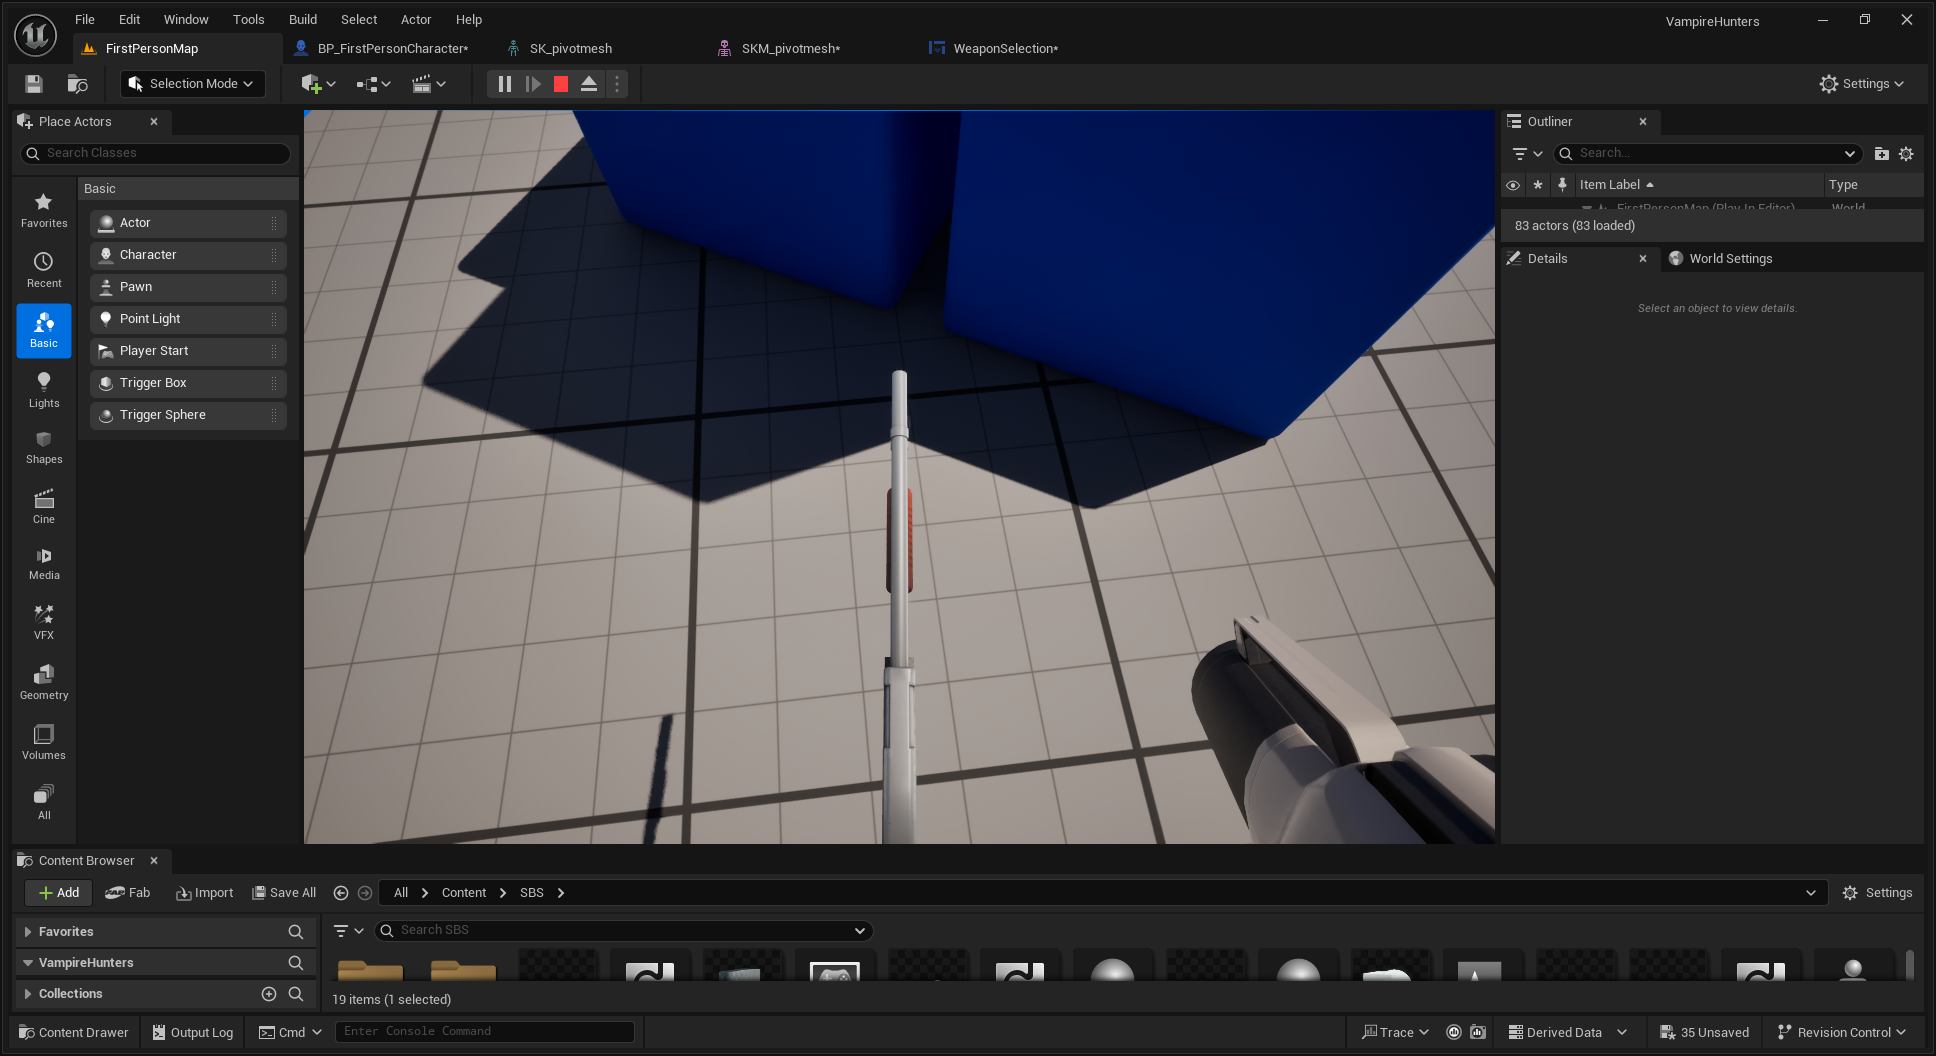 File Edit Window Tools Build Select Actor Help
VampireHunters
FirstPersonMap
BP_FirstPersonCharacter*
SK_pivotmesh
SKM_pivotmesh*
WeaponSelection*
Selection Mode
Settings
Place Actors
Search Classes
Basic
Favorites
Recent
Basic
Lights
Shapes
Cine
Media
VFX
Geometry
Volumes
All
Actor
Character
Pawn
Point Light
Player Start
Trigger Box
Trigger Sphere
Outliner
Search...
Item Label Type
FirstPersonMap (Play In Editor) World
83 actors (83 loaded)
Details
World Settings
Select an object to view details.
Content Browser
Add Fab Import Save All All Content SBS Settings
Favorites
VampireHunters
Collections
Search SBS
19 items (1 selected)
Content Drawer Output Log Cmd Enter Console Command Trace Derived Data 35 Unsaved Revision Control